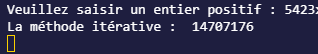 Veuillez saisir un entier positif : 5423
La méthode itérative :  14707176